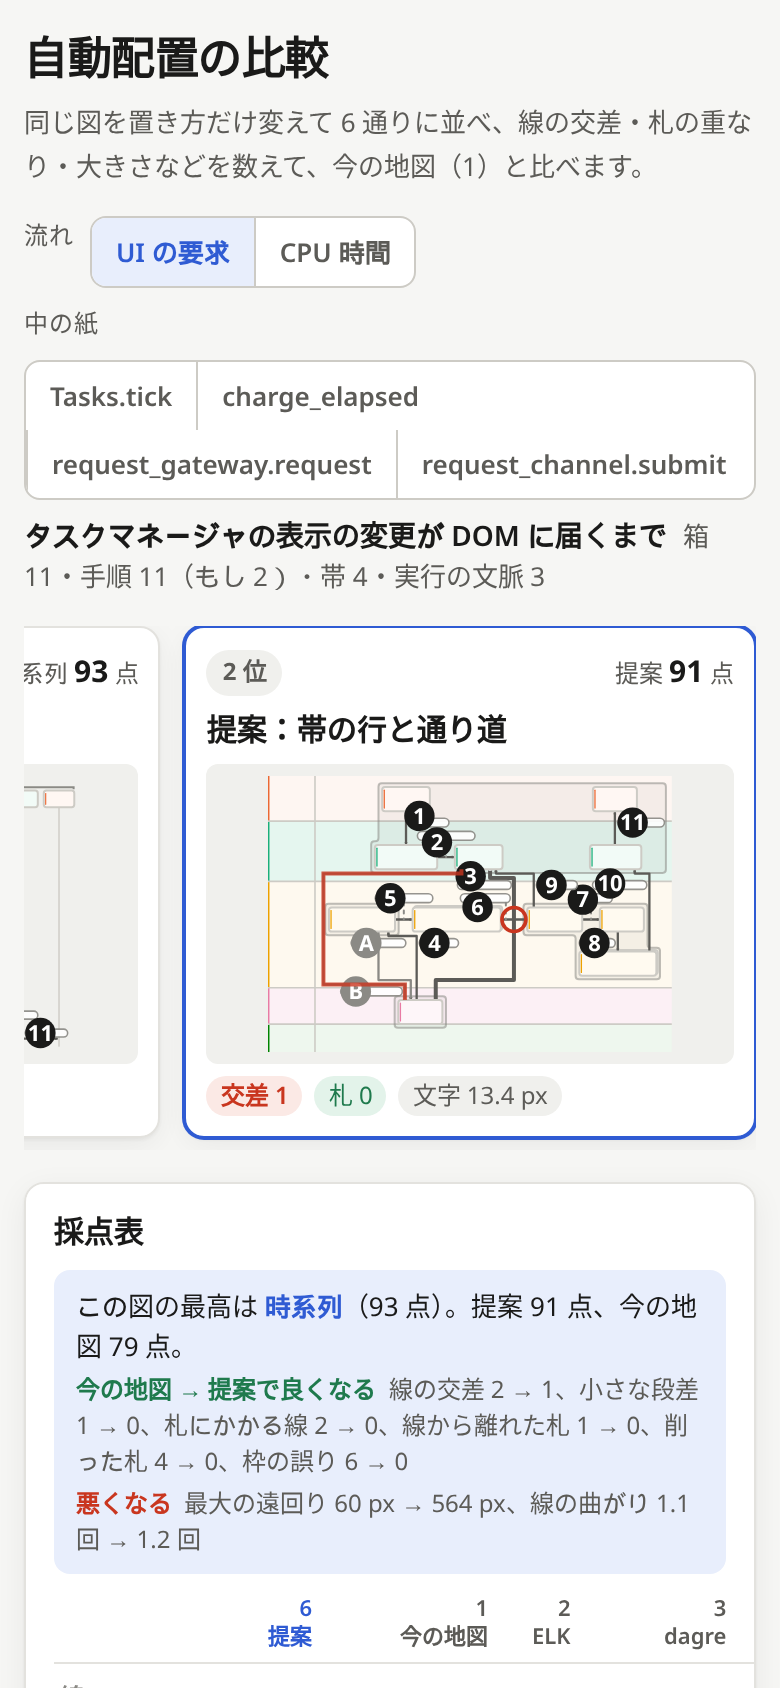 自動配置の比較
同じ図を置き方だけ変えて 6 通りに並べ、線の交差・札の重な
り・大きさなどを数えて、今の地図（1）と比べます。
流れ
UI の要求
CPU 時間
中の紙
Tasks.tick
charge_elapsed
request_gateway.request
request_channel.submit
タスクマネージャの表示の変更が DOM に届くまで 箱
11・手順 11（もし 2）・帯 4・実行の文脈 3
系列 93 点
11
2 位
提案 91 点
提案：帯の行と通り道
1
11
2
3
9
10
5
6
7
A
4
8
B
交差 1
札 0
文字 13.4 px
採点表
この図の最高は 時系列（93 点）。提案 91 点、今の地
図 79 点。
今の地図 → 提案で良くなる 線の交差 2 → 1、小さな段差
1 → 0、札にかかる線 2 → 0、線から離れた札 1 → 0、削
った札 4 → 0、枠の誤り 6 → 0
悪くなる 最大の遠回り 60 px → 564 px、線の曲がり 1.1
回 → 1.2 回
6
提案
1
今の地図
2
ELK
3
dagre